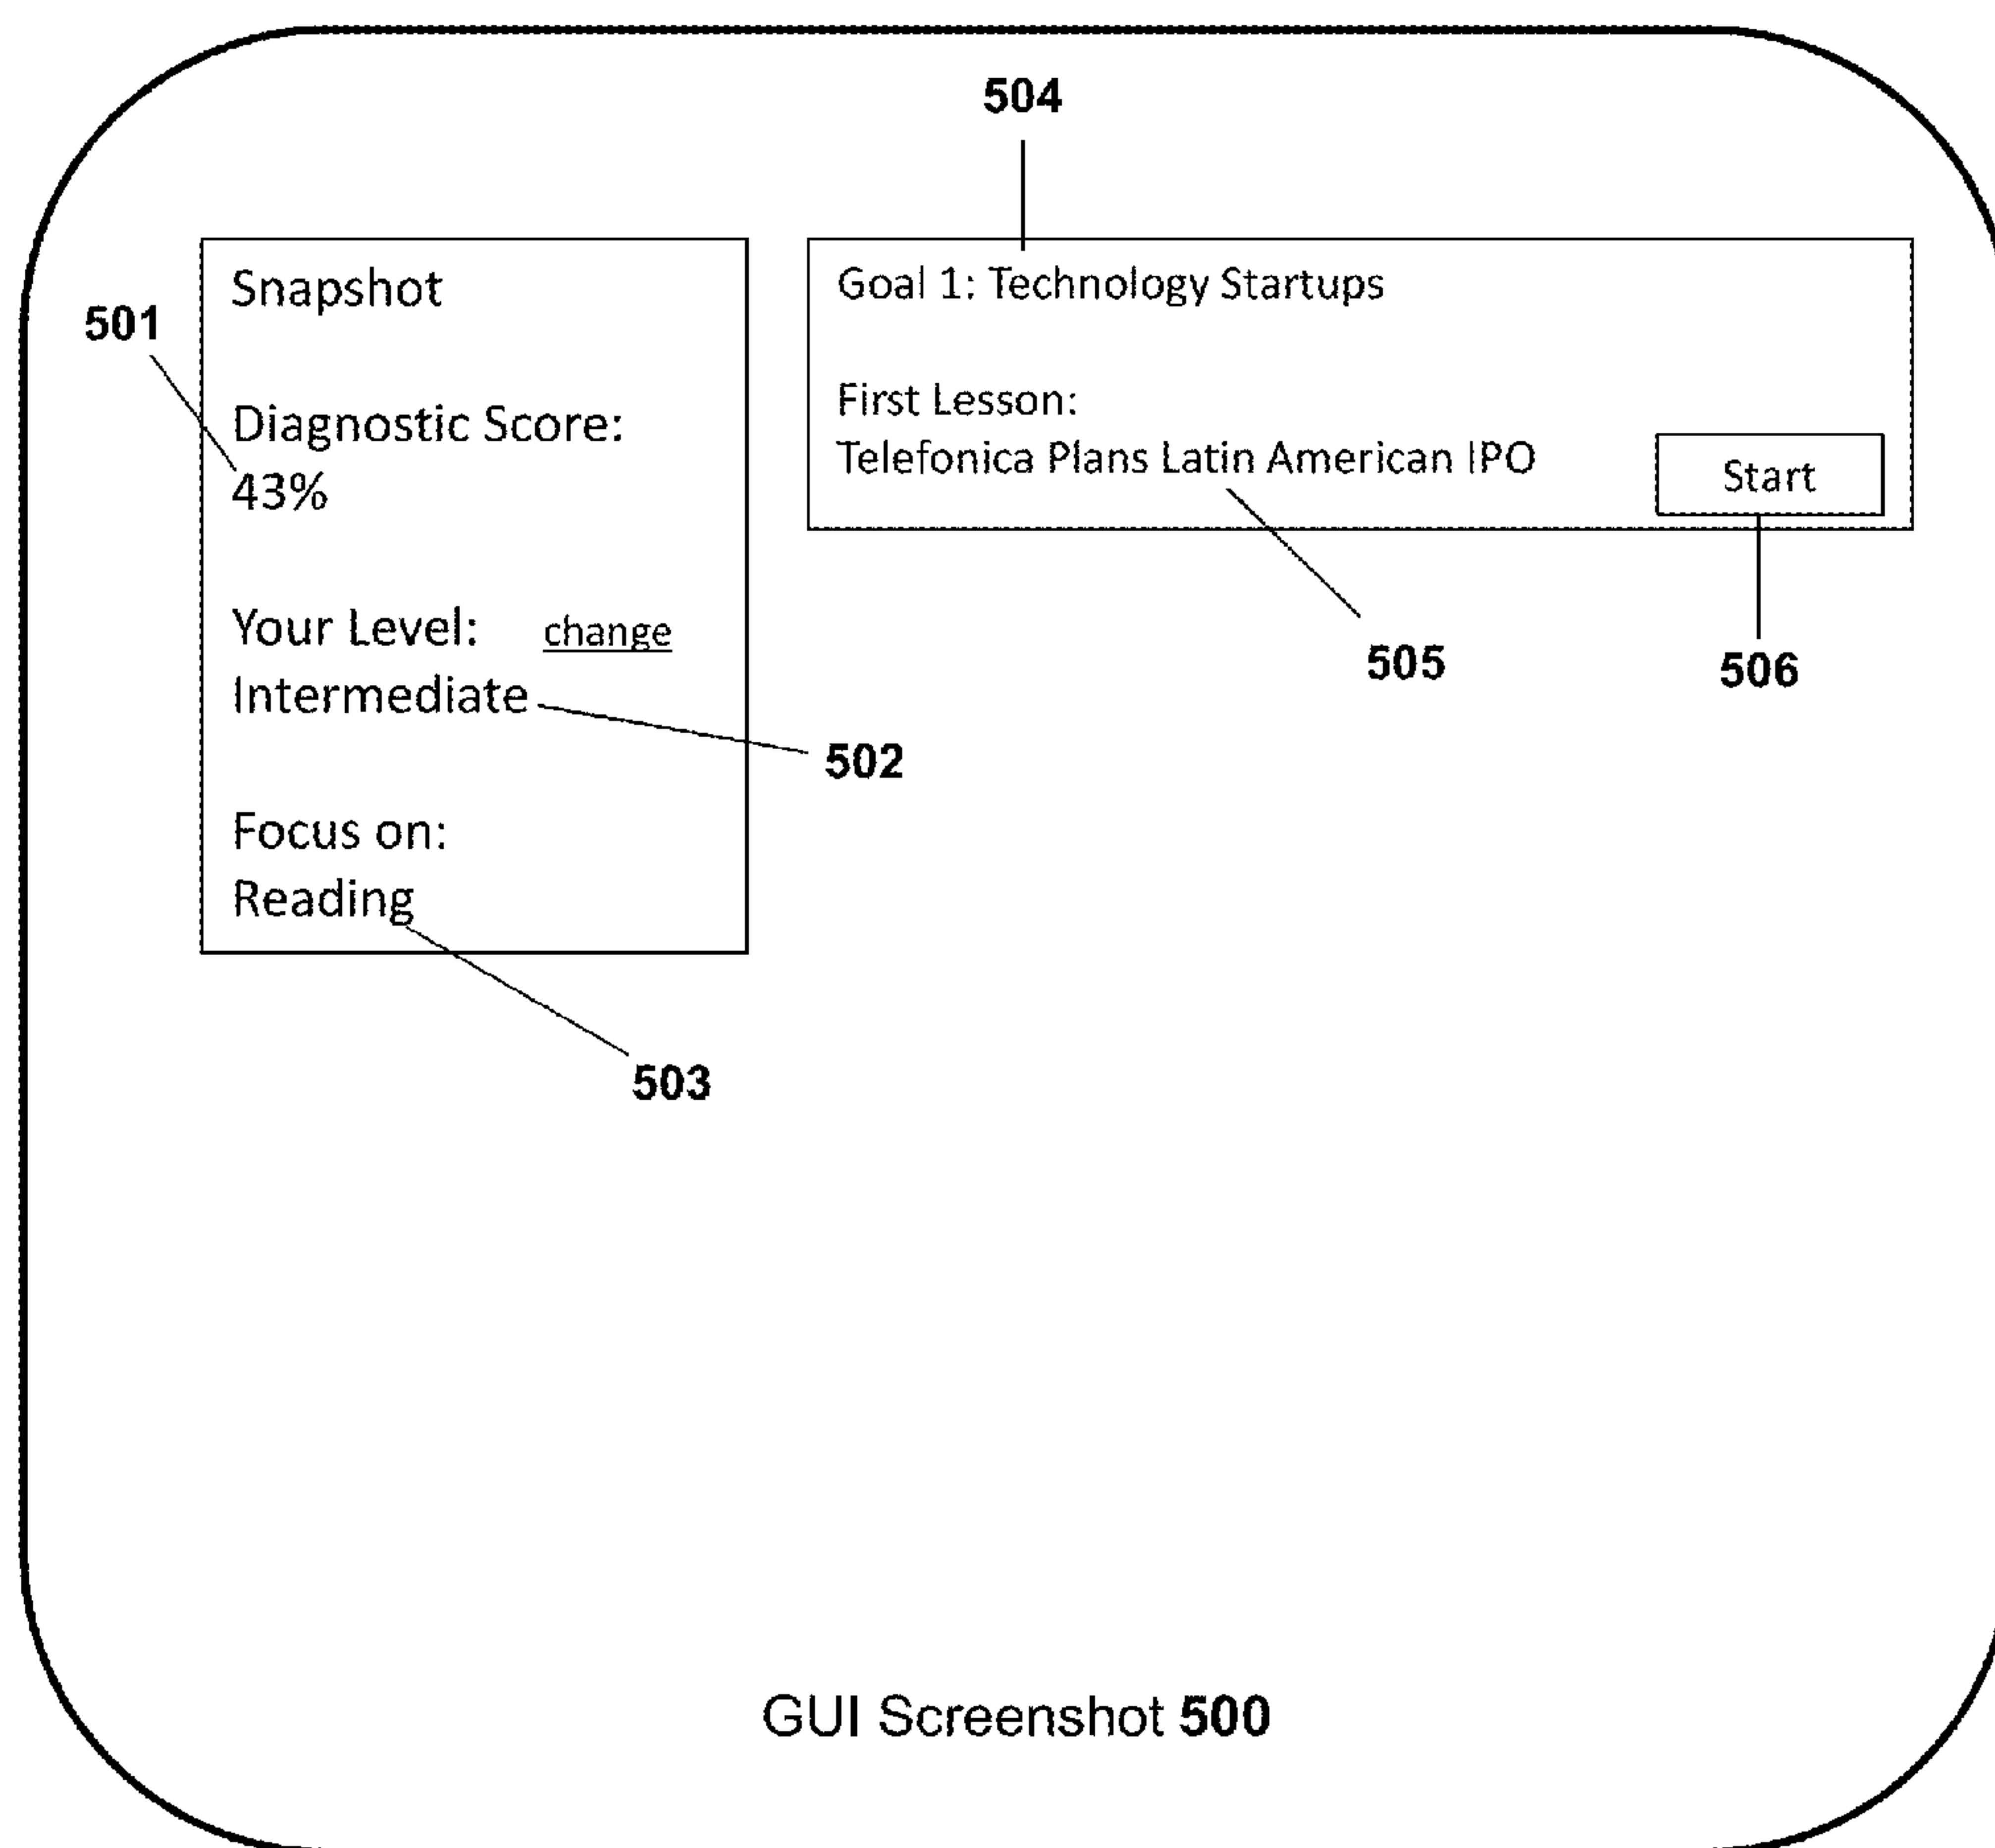 504
501
Snapshot
Diagnostic Score:
43%
Your Level: change
Intermediate
502
Focus on:
Reading
503
Goal 1: Technology Startups
First Lesson:
Telefonica Plans Latin American IPO
Start
505
506
GUI Screenshot 500